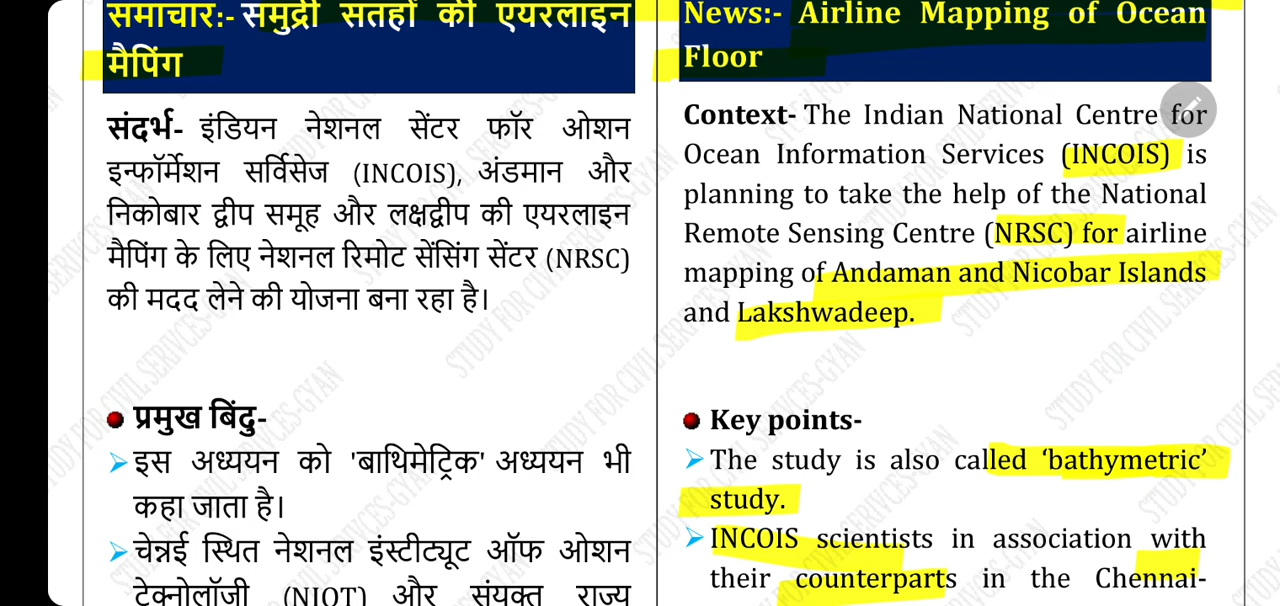 समाचार:- समुद्री सतहों की एयरलाइन
मैपिंग
संदर्भ- इंडियन नेशनल सेंटर फॉर ओशन
इन्फॉर्मेशन सर्विसेज (INCOIS), अंडमान और
निकोबार द्वीप समूह और लक्षद्वीप की एयरलाइन
मैपिंग के लिए नेशनल रिमोट सेंसिंग सेंटर (NRSC)
की मदद लेने की योजना बना रहा है।
प्रमुख बिंदु-
इस अध्ययन को 'बाथिमेट्रिक' अध्ययन भी
कहा जाता है।
चेन्नई स्थित नेशनल इंस्टीट्यूट ऑफ ओशन
टेक्नोलॉजी (NIOT) और संयुक्त राज्य
News:- Airline Mapping of Ocean
Floor
Context- The Indian National Centre for
Ocean Information Services (INCOIS) is
planning to take the help of the National
Remote Sensing Centre (NRSC) for airline
mapping of Andaman and Nicobar Islands
and Lakshwadeep.
Key points-
The study is also called ‘bathymetric’
study.
INCOIS scientists in association with
their counterparts in the Chennai-
STUDY FOR CIVIL SERIVCES-GYAN